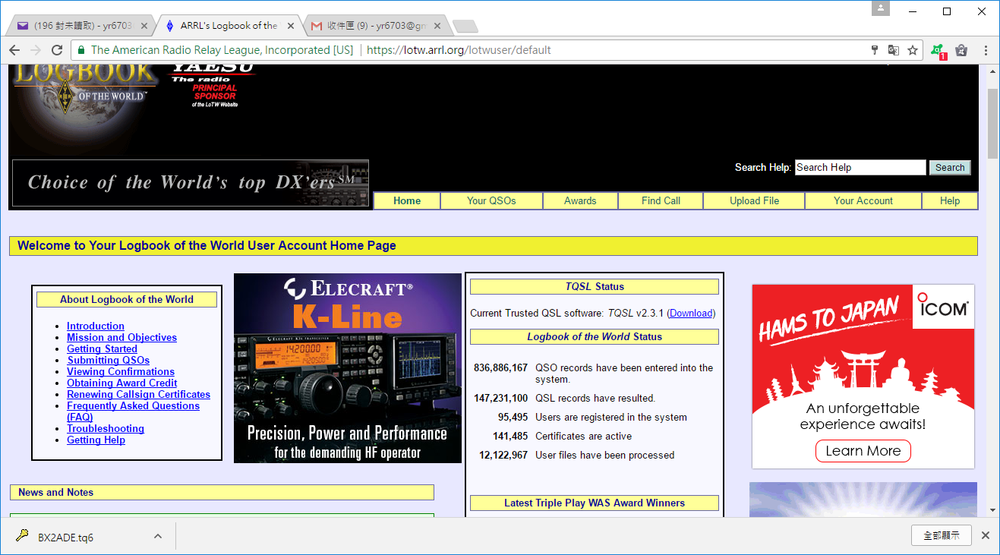 (196 封未讀取) - yr6703
ARRL's Logbook of the
收件匣 (9) - yr6703@gm
The American Radio Relay League, Incorporated [US]
https://lotw.arrl.org/lotwuser/default
1
LOGBOOK
OF THE WORLD™
YAESU
The radio
PRINCIPAL
SPONSOR
of the LoTW Website
Choice of the World's top DX'ers℠
Search Help: Search Help Search
Home Your QSOs Awards Find Call Upload File Your Account Help
Welcome to Your Logbook of the World User Account Home Page
About Logbook of the World
Introduction
Mission and Objectives
Getting Started
Submitting QSOs
Viewing Confirmations
Obtaining Award Credit
Renewing Callsign Certificates
Frequently Asked Questions
(FAQ)
Troubleshooting
Getting Help
ELECRAFT®
K-Line
ELECRAFT K3S TRANSCEIVER
14.200.00
Precision, Power and Performance
for the demanding HF operator
TQSL Status
Current Trusted QSL software: TQSL v2.3.1 (Download)
Logbook of the World Status
836,886,167 QSO records have been entered into the
system.
147,231,100 QSL records have resulted.
95,495 Users are registered in the system
141,485 Certificates are active
12,122,967 User files have been processed
Latest Triple Play WAS Award Winners
HAMS TO JAPAN
ICOM®
An unforgettable
experience awaits!
Learn More
News and Notes
BX2ADE.tq6
全部顯示